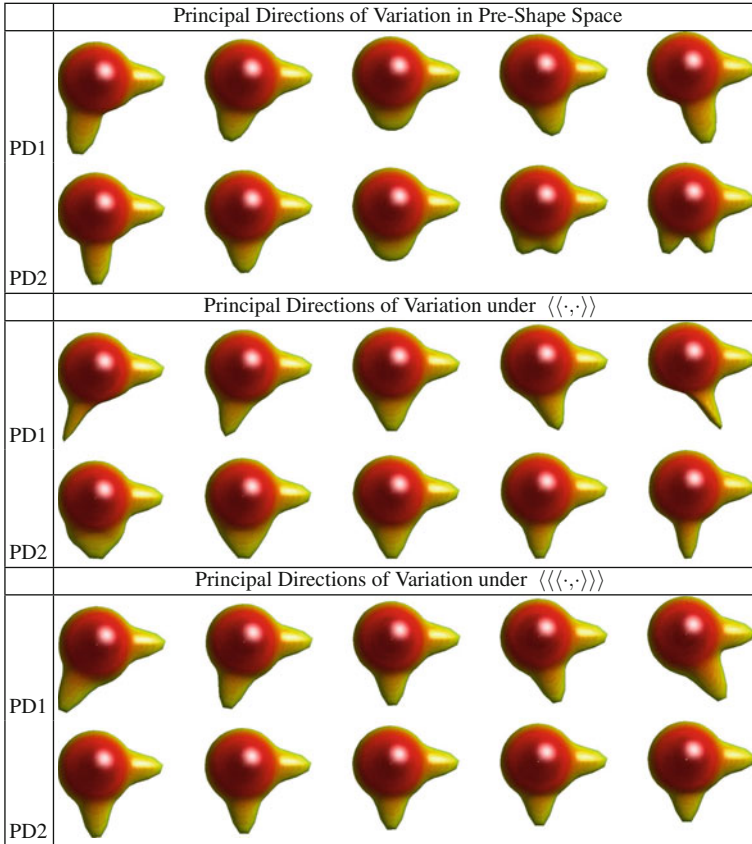 Principal Directions of Variation in Pre-Shape Space
PD1
PD2
Principal Directions of Variation under ⟨⟨·,·⟩⟩
PD1
PD2
Principal Directions of Variation under ⟨⟨⟨·,·⟩⟩⟩
PD1
PD2